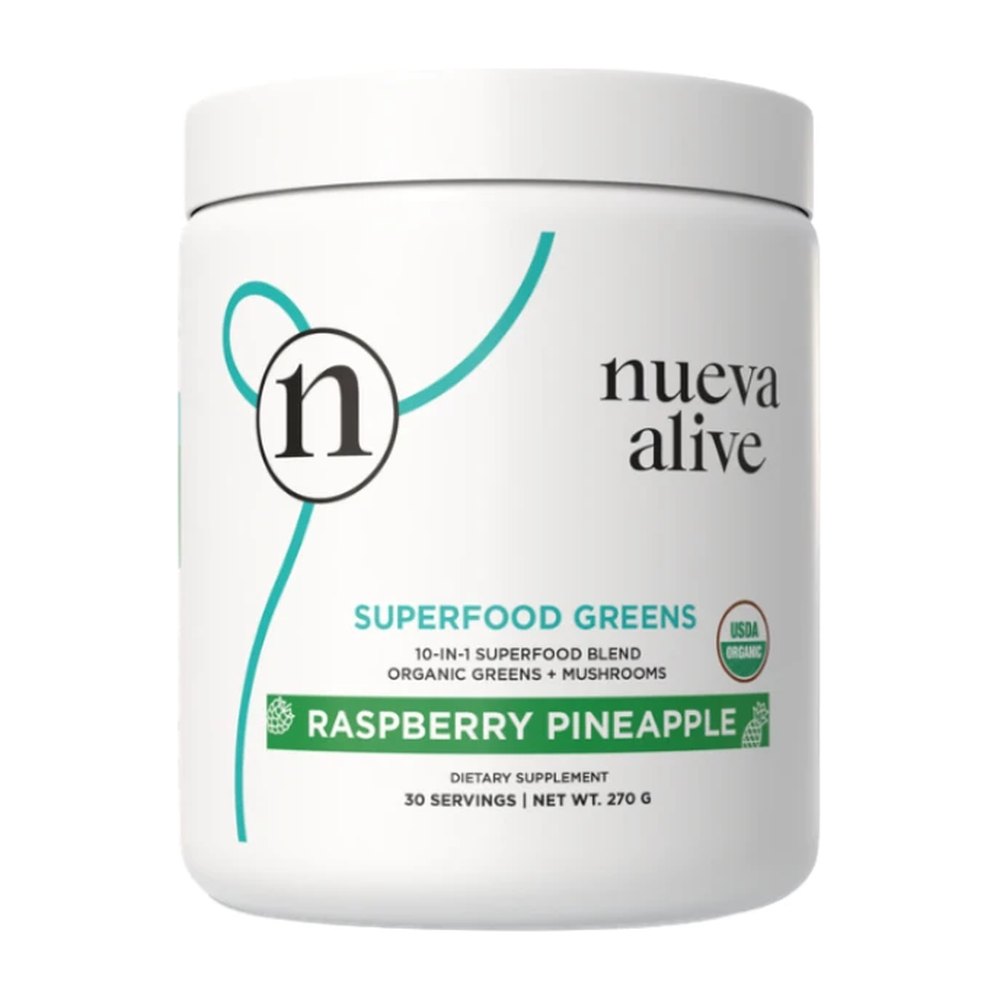 n
nueva
alive
SUPERFOOD GREENS
10-IN-1 SUPERFOOD BLEND
ORGANIC GREENS + MUSHROOMS
USDA
ORGANIC
RASPBERRY PINEAPPLE
DIETARY SUPPLEMENT
30 SERVINGS | NET WT. 270 G